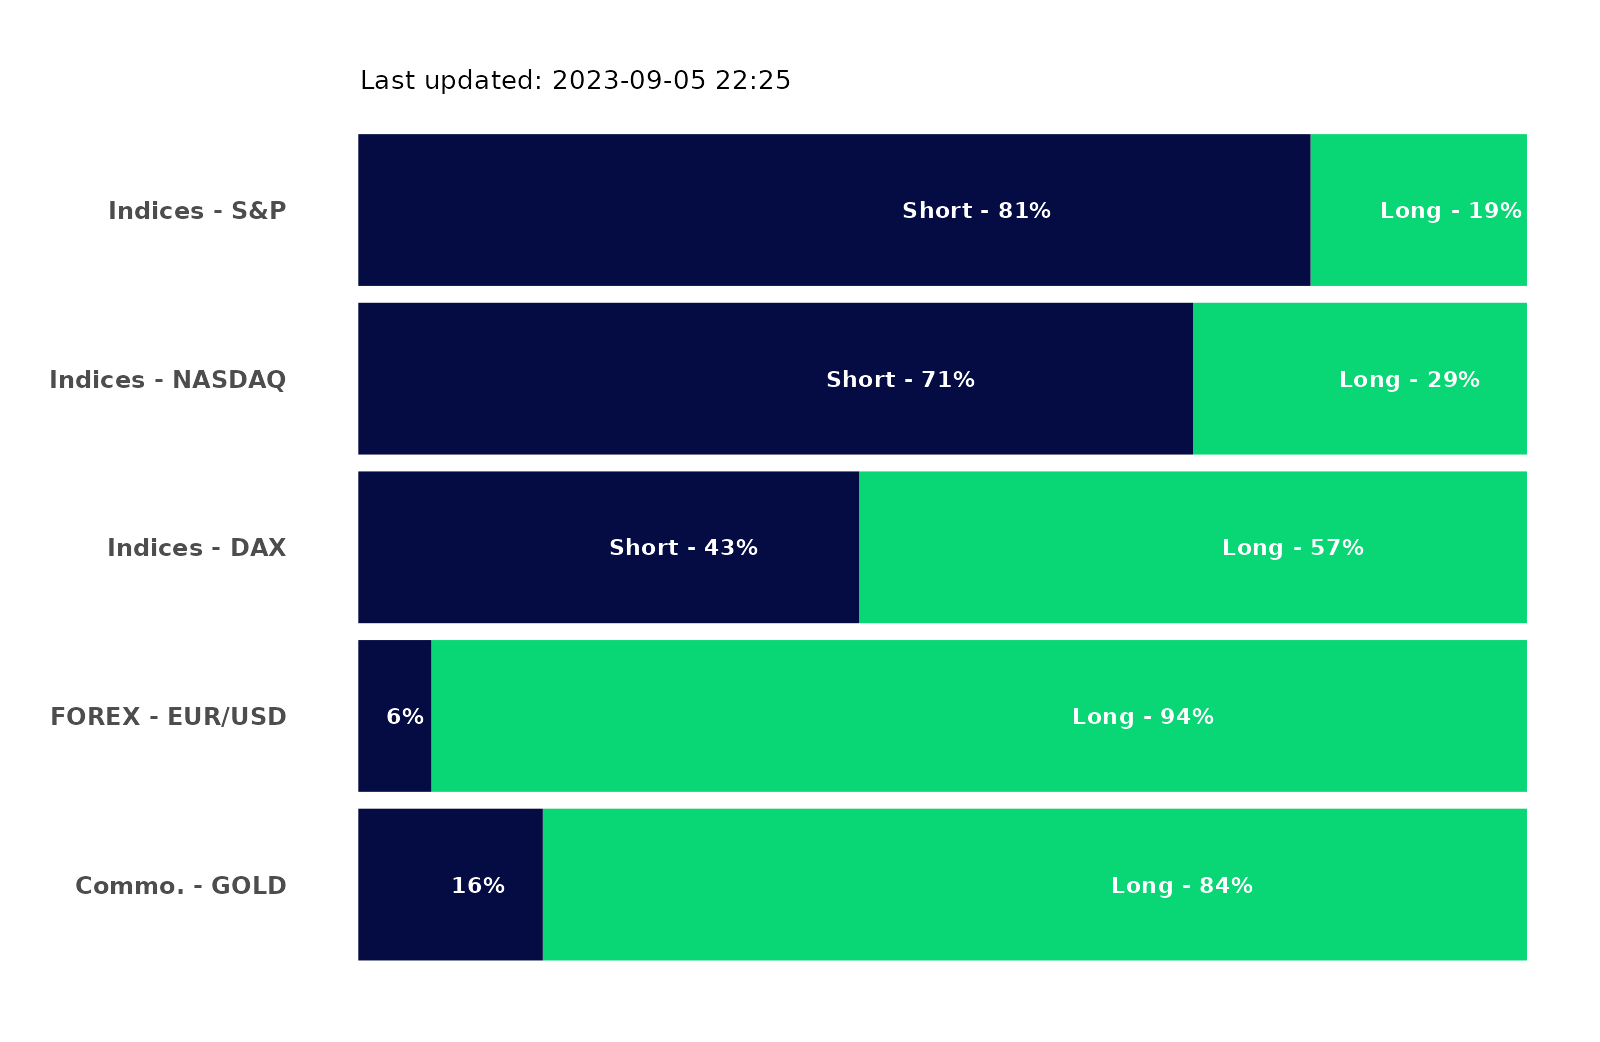 Last updated: 2023-09-05 22:25
Indices - S&P Short - 81% Long - 19%
Indices - NASDAQ Short - 71% Long - 29%
Indices - DAX Short - 43% Long - 57%
FOREX - EUR/USD 6% Long - 94%
Commo. - GOLD 16% Long - 84%